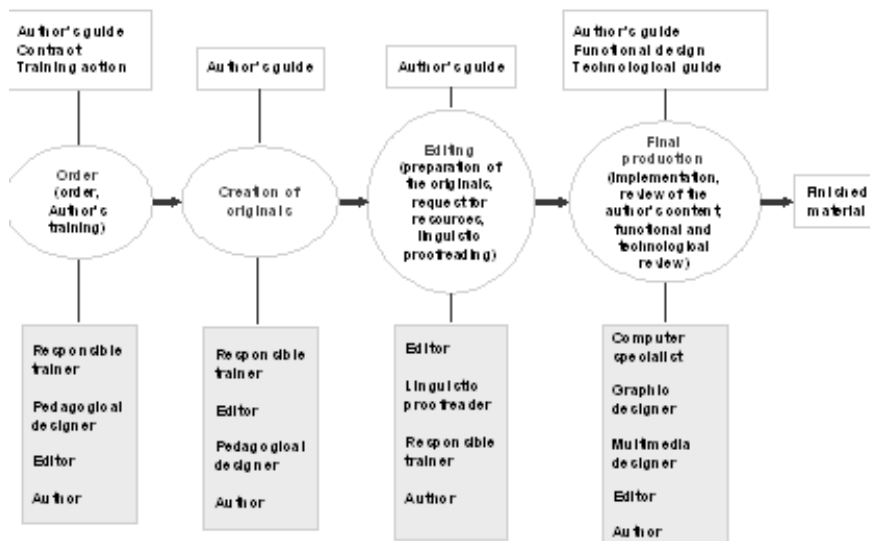 Author's guide
Contract
Training action
Author's guide
Author's guide
Author's guide
Functional design
Technological guide
Order
(order,
Author's
training)
Creation of
originals
Editing
(preparation of
the originals,
request for
resources,
linguistic
proofreading)
Final
production
(implementation,
review of the
author's content,
functional and
technological
review)
Finished
material
Responsible
trainer
Pedagogical
designer
Editor
Author
Responsible
trainer
Editor
Pedagogical
designer
Author
Editor
Linguistic
proofreader
Responsible
trainer
Author
Computer
specialist
Graphic
designer
Multimedia
designer
Editor
Author